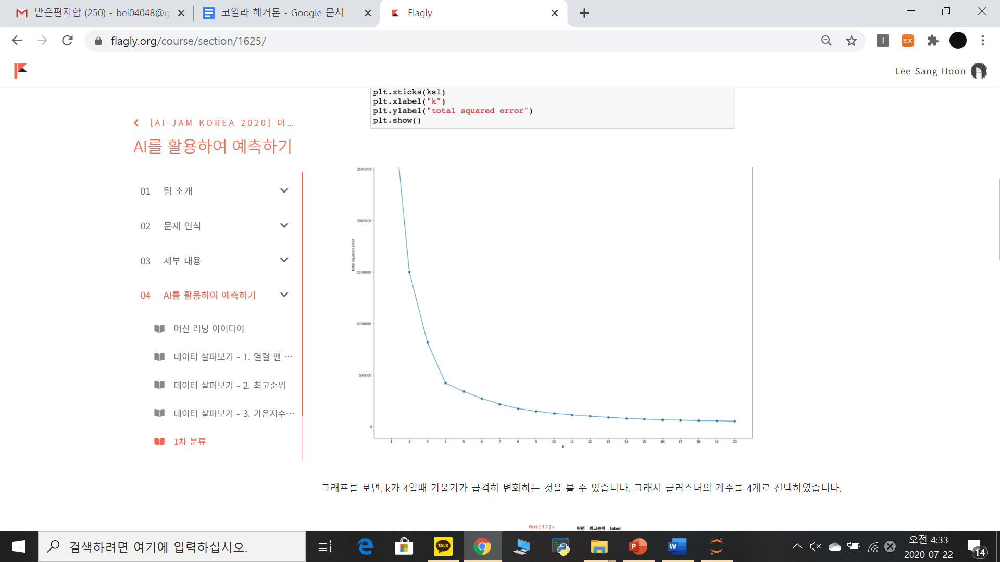 받은편지함 (250) - bei04048@g
코알라 해커톤 - Google 문서
Flagly
flagly.org/course/section/1625/
EX
Lee Sang Hoon
plt.xticks(ks1)
plt.xlabel("k")
plt.ylabel("total squared error")
plt.show()
[AI-JAM KOREA 2020] 머...
AI를 활용하여 예측하기
01 팀 소개
02 문제 인식
03 세부 내용
04 AI를 활용하여 예측하기
머신 러닝 아이디어
데이터 살펴보기 - 1. 열렬 팬 ...
데이터 살펴보기 - 2. 최고순위
데이터 살펴보기 - 3. 가온지수...
1차 분류
2500000
2000000
1500000
1000000
500000
0
total squared error
1 2 3 4 5 6 7 8 9 10 11 12 13 14 15 16 17 18 19 20
k
그래프를 보면, k가 4일때 기울기가 급격히 변화하는 것을 볼 수 있습니다. 그래서 클러스터의 개수를 4개로 선택하였습니다.
Out[17]: 찐팬 최고순위 label
검색하려면 여기에 입력하십시오.
TALK
오전 4:33
2020-07-22
14